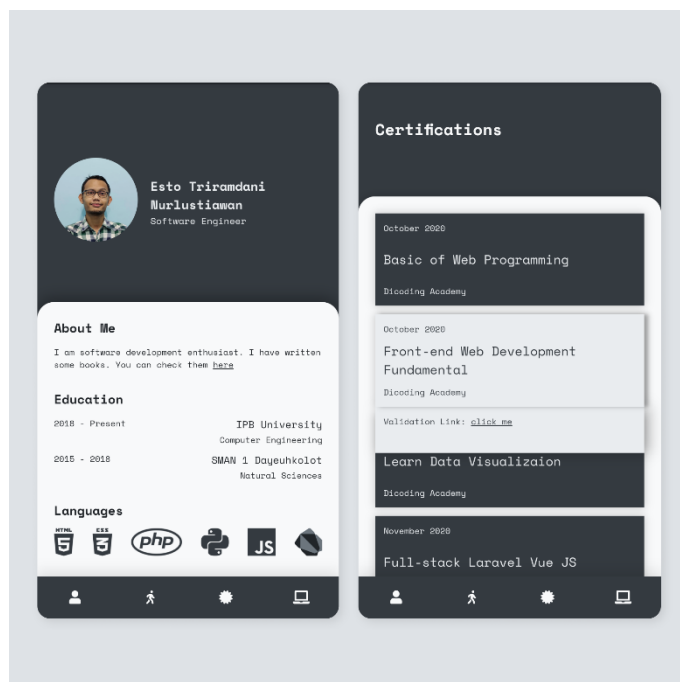 Esto Triramdani
Nurlustiawan
Software Engineer
About Me
I am software development enthusiast. I have written
some books. You can check them here
Education
2018 - Present
IPB University
Computer Engineering
2015 - 2018
SMAN 1 Dayeuhkolot
Natural Sciences
Languages
HTML
5
CSS
3
php
JS
Certifications
October 2020
Basic of Web Programming
Dicoding Academy
October 2020
Front-end Web Development
Fundamental
Dicoding Academy
Validation Link: click me
Learn Data Visualizaion
Dicoding Academy
November 2020
Full-stack Laravel Vue JS